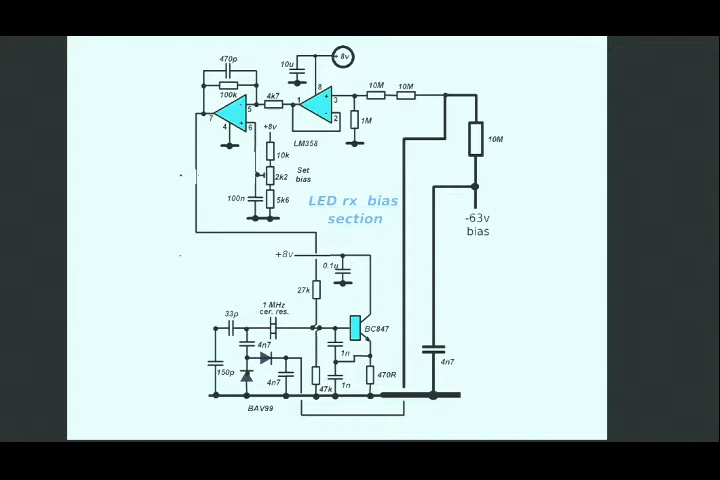 470p
10u
+ 8v
100k
4k7
10M
10M
8
1
3
2
5
7
4
6
1M
LM358
10M
+8v
10k
2k2
Set
bias
100n
5k6
LED rx bias
section
-63v
bias
+8v
0.1u
27k
1 MHz
cer. res.
33p
BC847
4n7
1n
4n7
150p
4n7
470R
47k
1n
BAV99